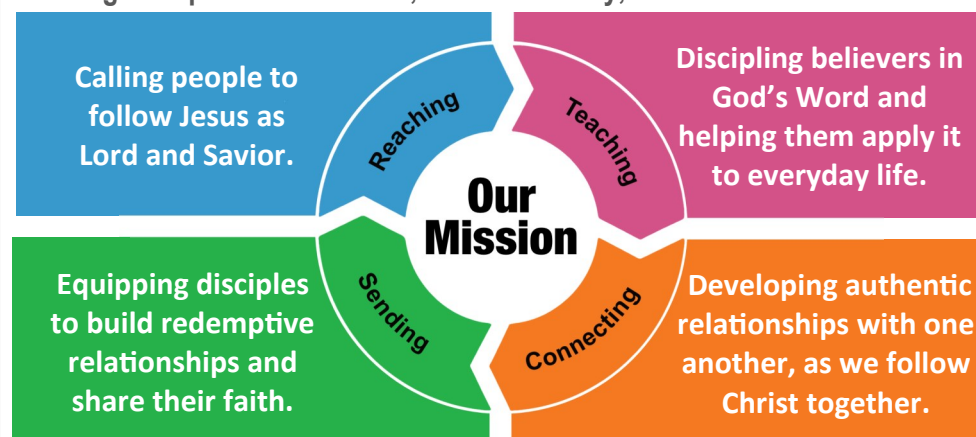 Calling people to
follow Jesus as
Lord and Savior.
Reaching
Teaching
Discipling believers in
God's Word and
helping them apply it
to everyday life.
Our
Mission
Equipping disciples
to build redemptive
relationships and
share their faith.
Sending
Connecting
Developing authentic
relationships with one
another, as we follow
Christ together.